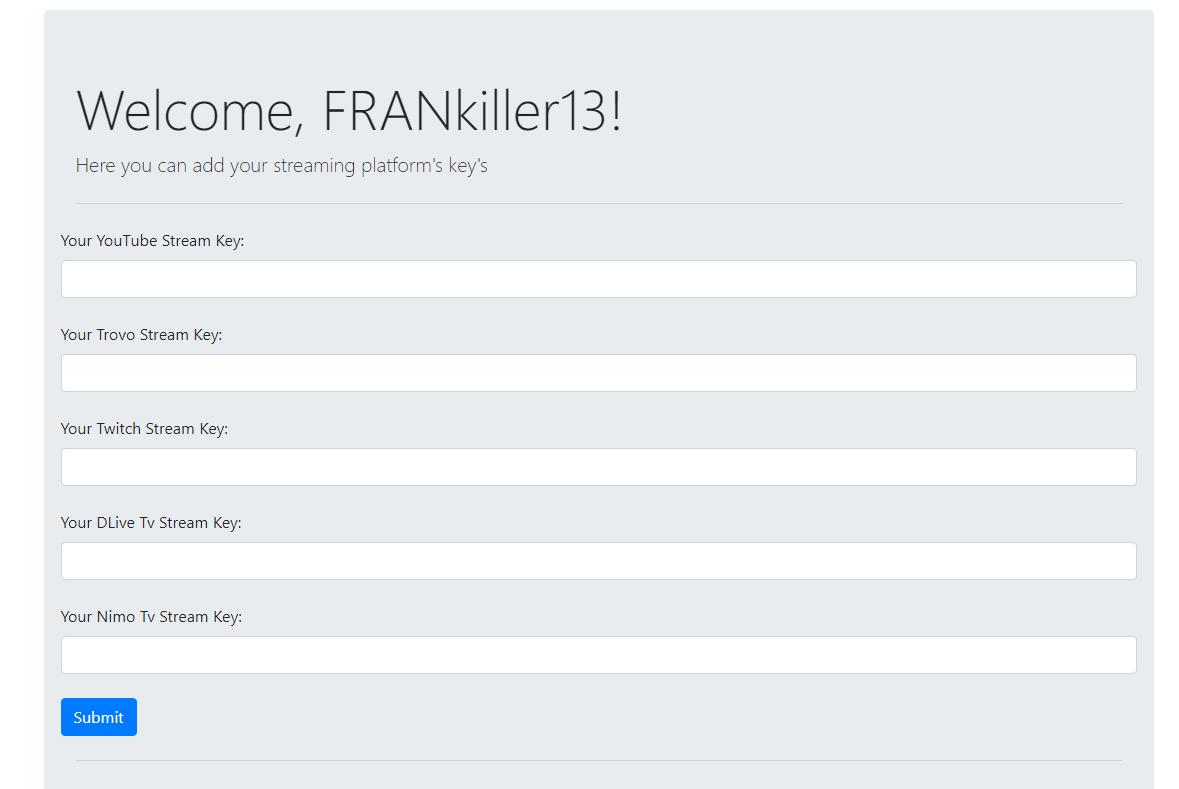 Welcome, FRANkiller13!
Here you can add your streaming platform's key's
Your YouTube Stream Key:
Your Trovo Stream Key:
Your Twitch Stream Key:
Your DLive Tv Stream Key:
Your Nimo Tv Stream Key:
Submit